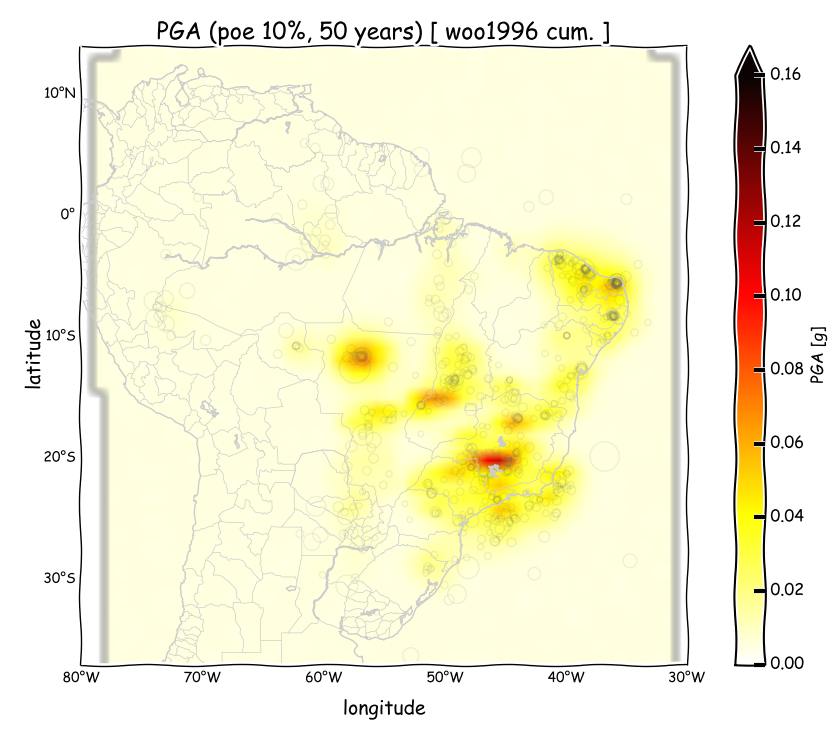 PGA (poe 10%, 50 years) [ woo1996 cum. ]
10°N
0°
10°S
20°S
30°S
latitude
80°W
70°W
60°W
50°W
40°W
30°W
longitude
0.16
0.14
0.12
0.10
0.08
0.06
0.04
0.02
0.00
PGA [g]